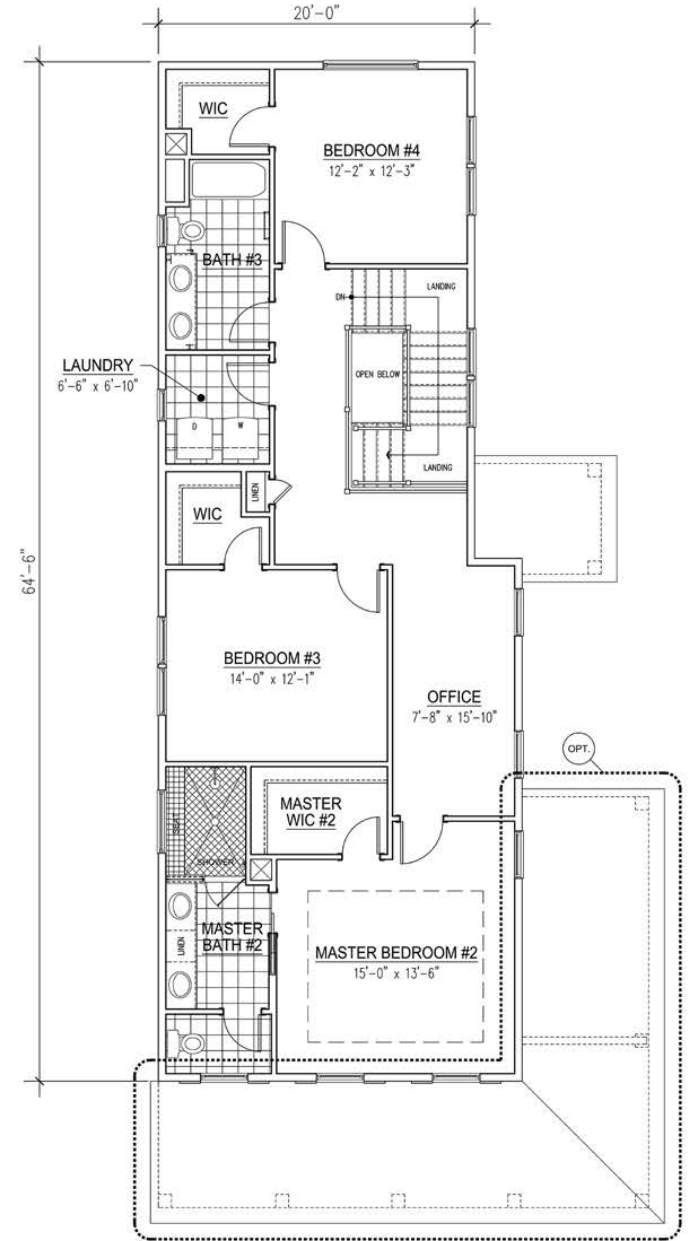 20'-0"
WIC
BEDROOM #4
12'-2" x 12'-3"
BATH #3
LANDING
DN
OPEN BELOW
LANDING
LAUNDRY
6'-6" x 6'-10"
D
W
LINEN
WIC
64'-6"
BEDROOM #3
14'-0" x 12'-1"
OFFICE
7'-8" x 15'-10"
OPT.
MASTER
WIC #2
SEAT
SHOWER
MASTER
BATH #2
LINEN
MASTER BEDROOM #2
15'-0" x 13'-6"